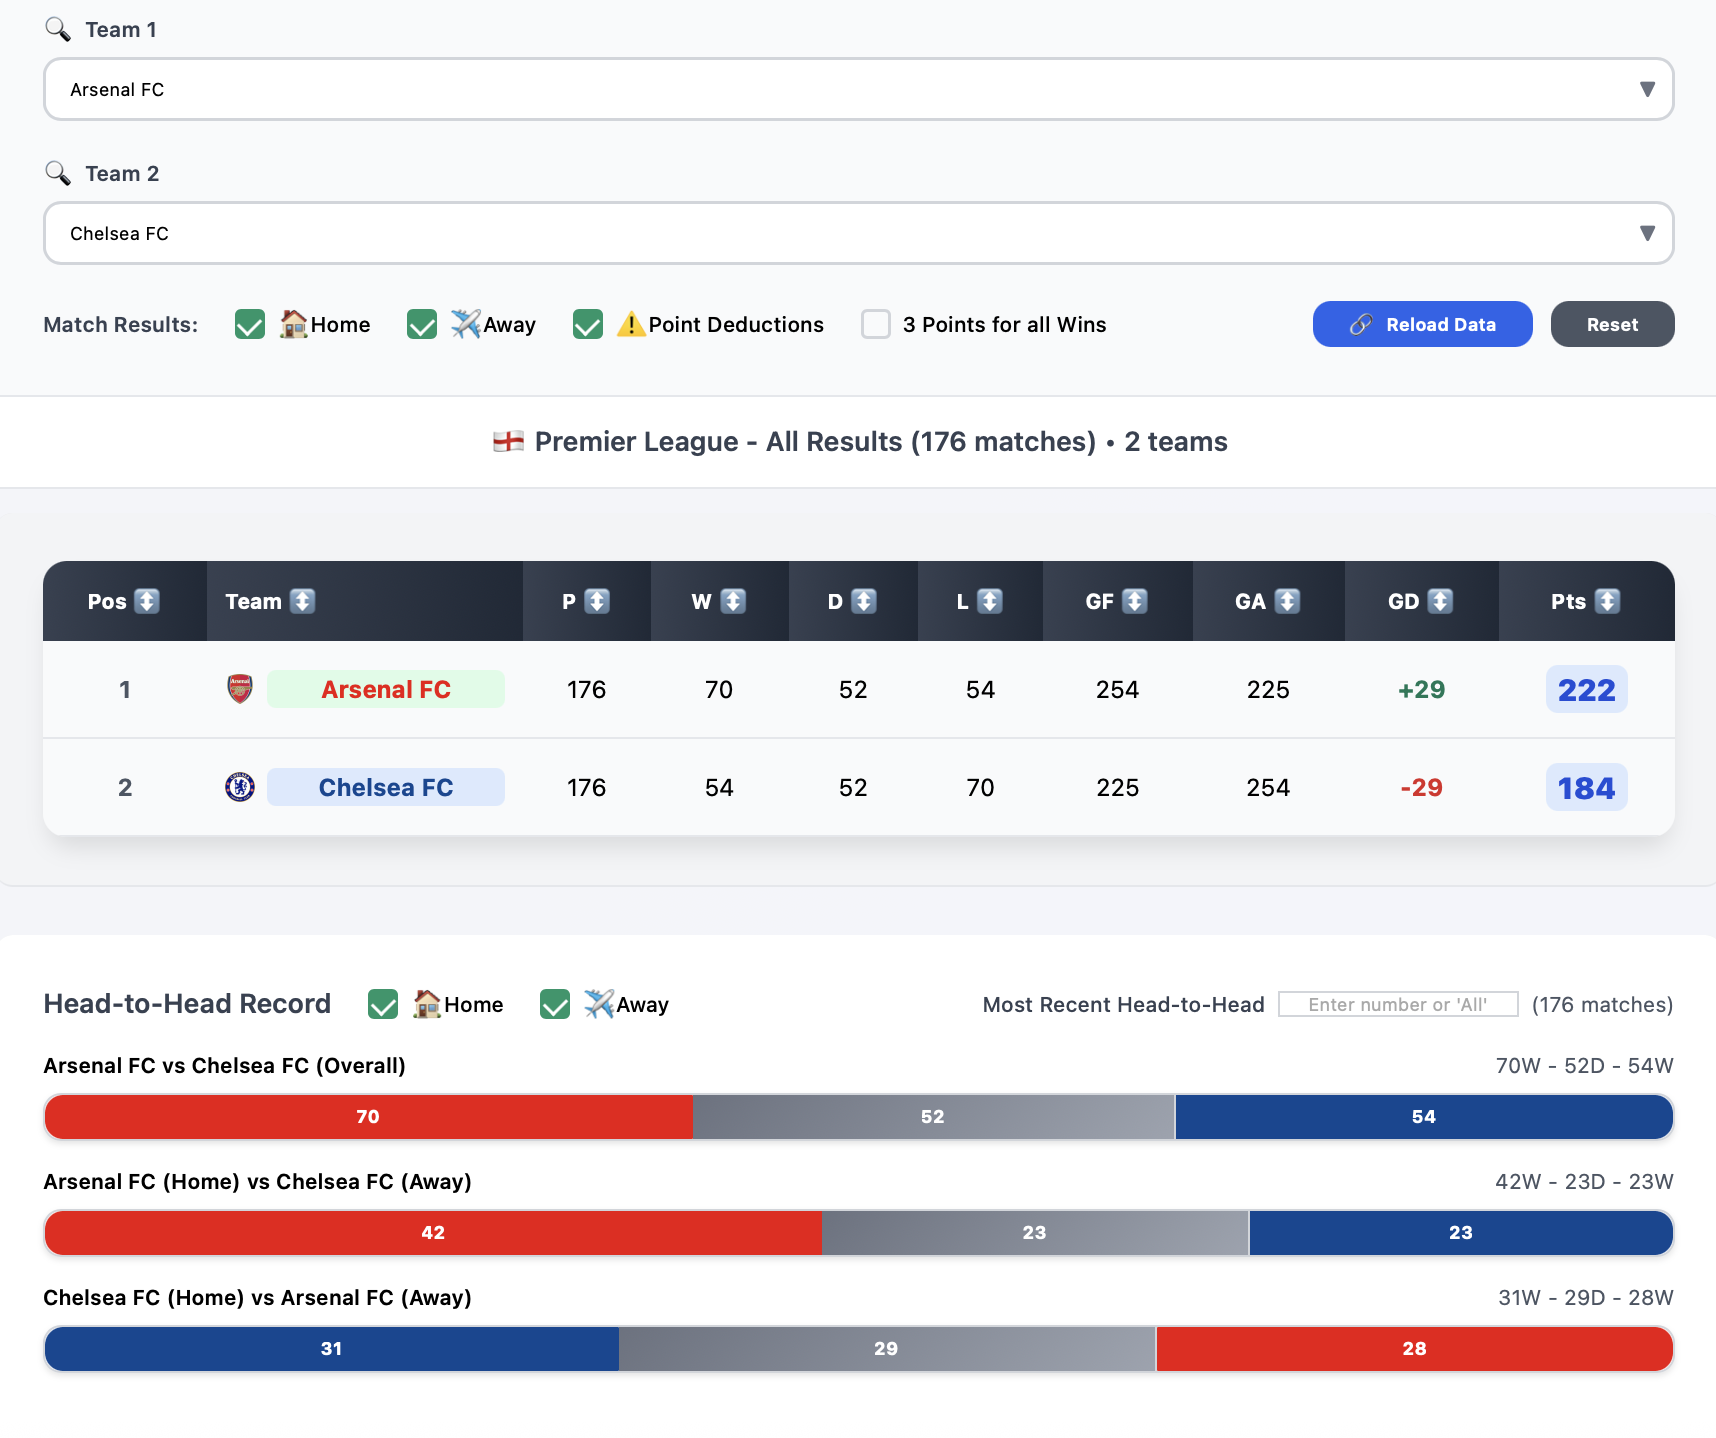 Team 1
Arsenal FC
Team 2
Chelsea FC
Match Results: Home Away Point Deductions 3 Points for all Wins Reload Data Reset
Premier League - All Results (176 matches) • 2 teams
Pos Team P W D L GF GA GD Pts
1 Arsenal FC 176 70 52 54 254 225 +29 222
2 Chelsea FC 176 54 52 70 225 254 -29 184
Head-to-Head Record Home Away Most Recent Head-to-Head Enter number or 'All' (176 matches)
Arsenal FC vs Chelsea FC (Overall) 70W - 52D - 54W
70 52 54
Arsenal FC (Home) vs Chelsea FC (Away) 42W - 23D - 23W
42 23 23
Chelsea FC (Home) vs Arsenal FC (Away) 31W - 29D - 28W
31 29 28